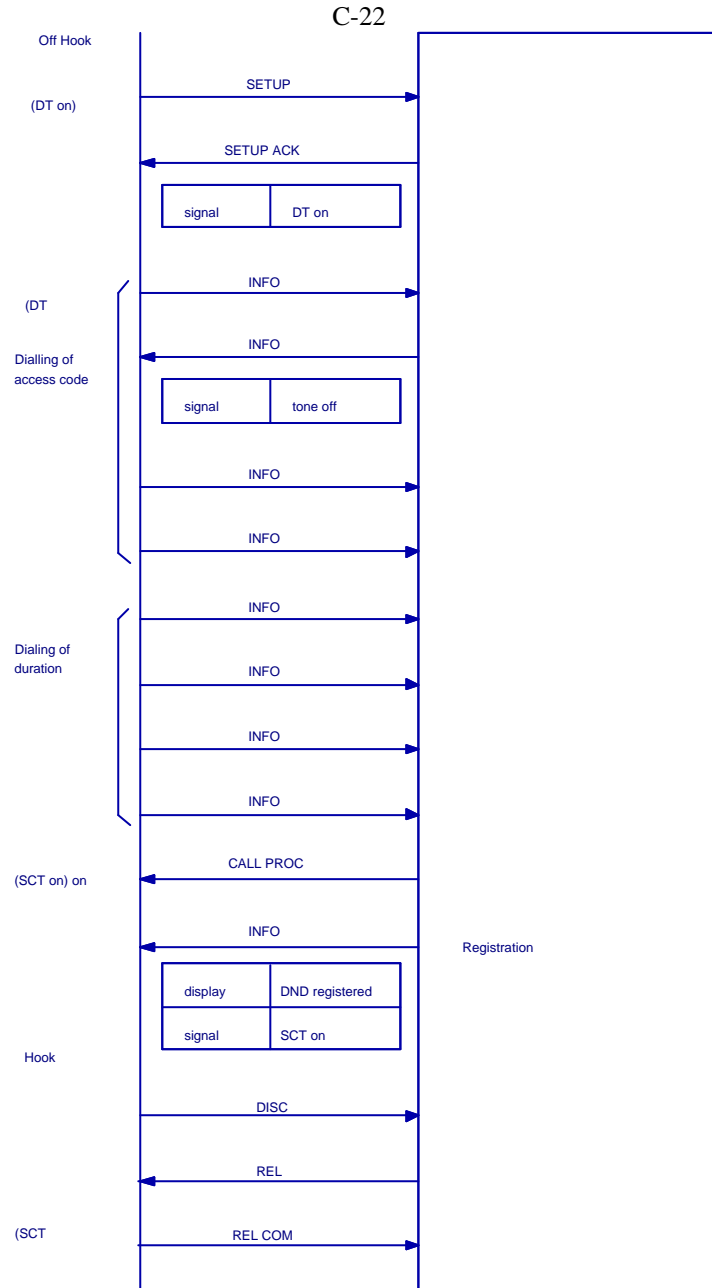 C-22
Off Hook
SETUP
(DT on)
SETUP ACK
signal DT on
INFO
(DT
INFO
Dialling of
access code
signal tone off
INFO
INFO
INFO
Dialing of
duration
INFO
INFO
INFO
CALL PROC
(SCT on) on
INFO
Registration
display DND registered
signal SCT on
Hook
DISC
REL
(SCT
REL COM